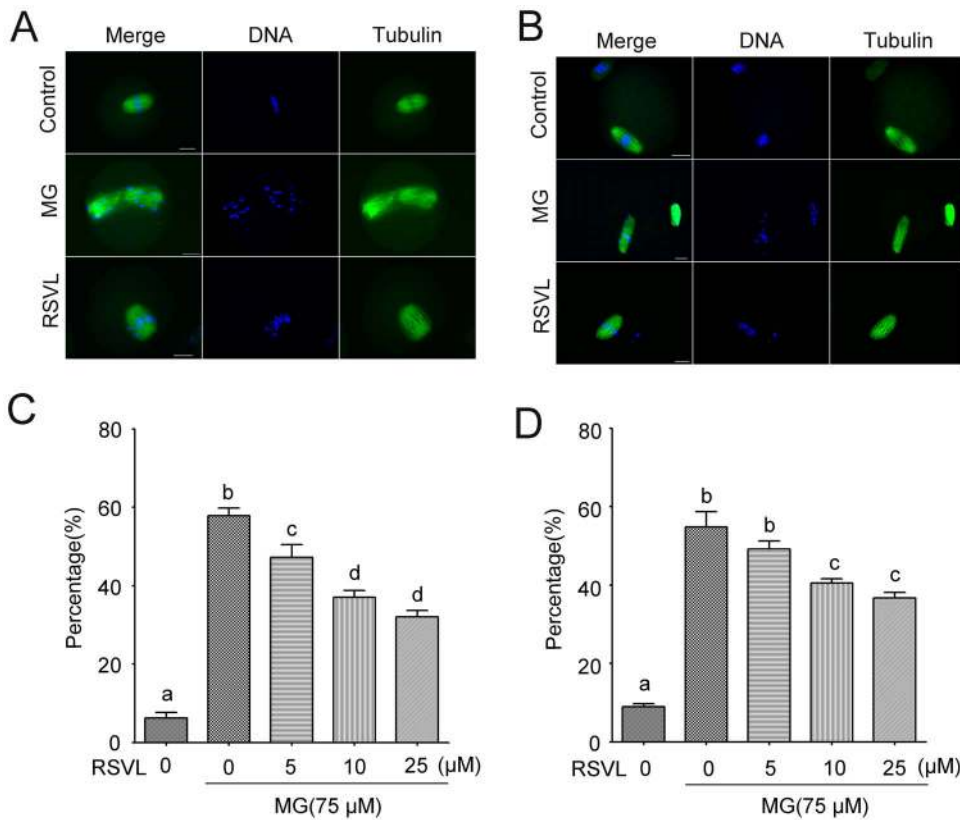 A
Merge DNA Tubulin
Control
MG
RSVL
B
Merge DNA Tubulin
Control
MG
RSVL
C
Percentage(%)
80
60
40
20
0
a
b
c
d
d
RSVL 0 0 5 10 25 (μM)
MG(75 μM)
D
Percentage(%)
80
60
40
20
0
a
b
b
c
c
RSVL 0 0 5 10 25 (μM)
MG(75 μM)